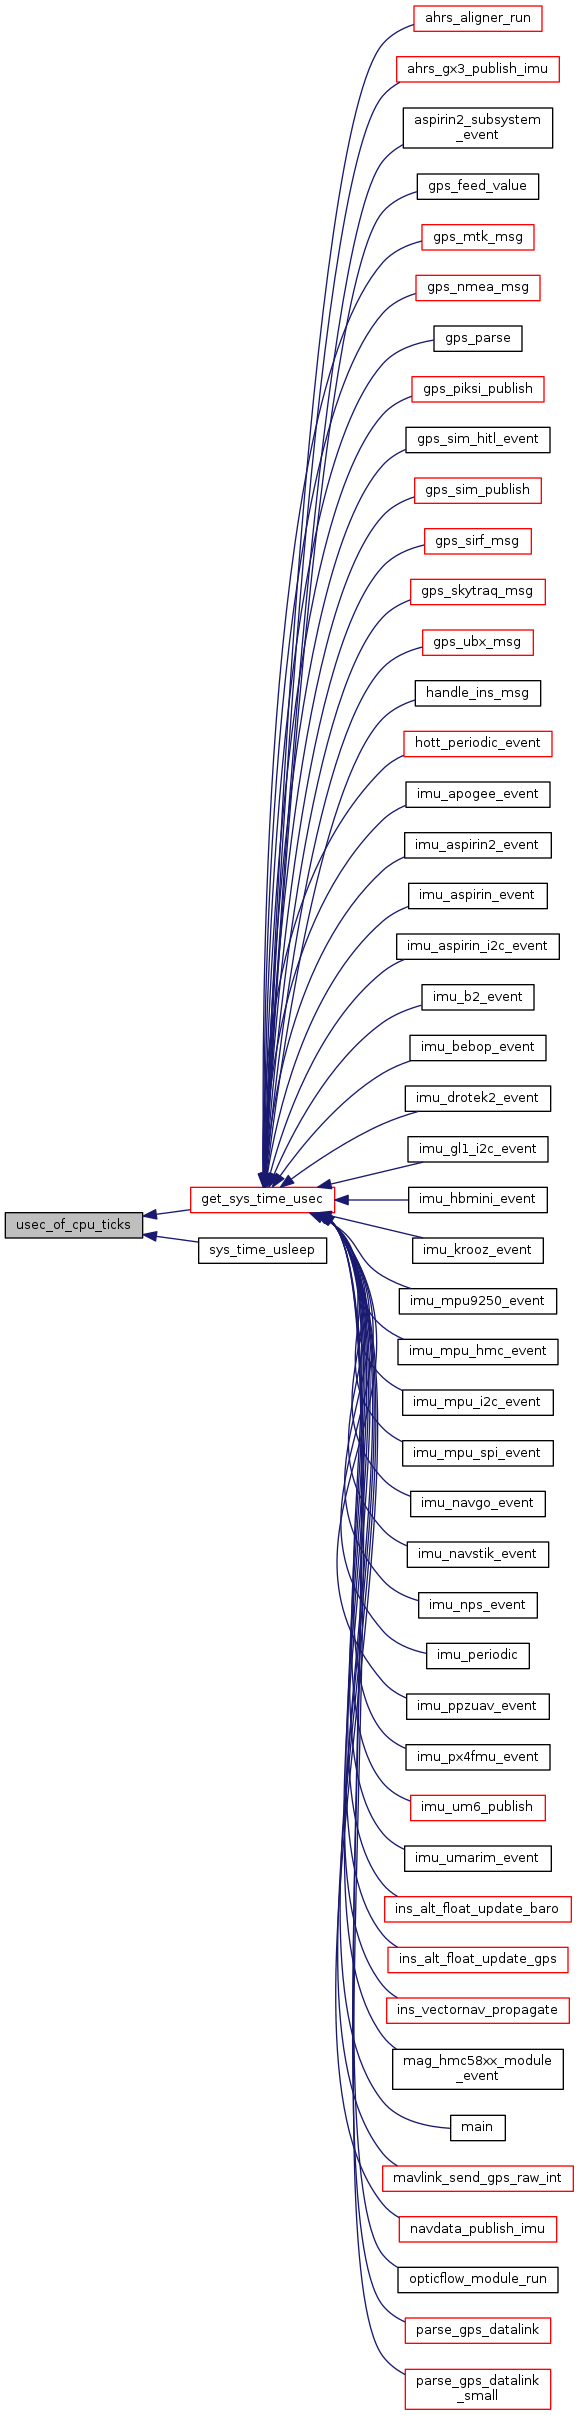 ahrs_aligner_run
ahrs_gx3_publish_imu
aspirin2_subsystem
_event
gps_feed_value
gps_mtk_msg
gps_nmea_msg
gps_parse
gps_piksi_publish
gps_sim_hitl_event
gps_sim_publish
gps_sirf_msg
gps_skytraq_msg
gps_ubx_msg
handle_ins_msg
hott_periodic_event
imu_apogee_event
imu_aspirin2_event
imu_aspirin_event
imu_aspirin_i2c_event
imu_b2_event
imu_bebop_event
imu_drotek2_event
imu_gl1_i2c_event
get_sys_time_usec
imu_hbmini_event
usec_of_cpu_ticks
sys_time_usleep
imu_krooz_event
imu_mpu9250_event
imu_mpu_hmc_event
imu_mpu_i2c_event
imu_mpu_spi_event
imu_navgo_event
imu_navstik_event
imu_nps_event
imu_periodic
imu_ppzuav_event
imu_px4fmu_event
imu_um6_publish
imu_umarim_event
ins_alt_float_update_baro
ins_alt_float_update_gps
ins_vectornav_propagate
mag_hmc58xx_module
_event
main
mavlink_send_gps_raw_int
navdata_publish_imu
opticflow_module_run
parse_gps_datalink
parse_gps_datalink
_small